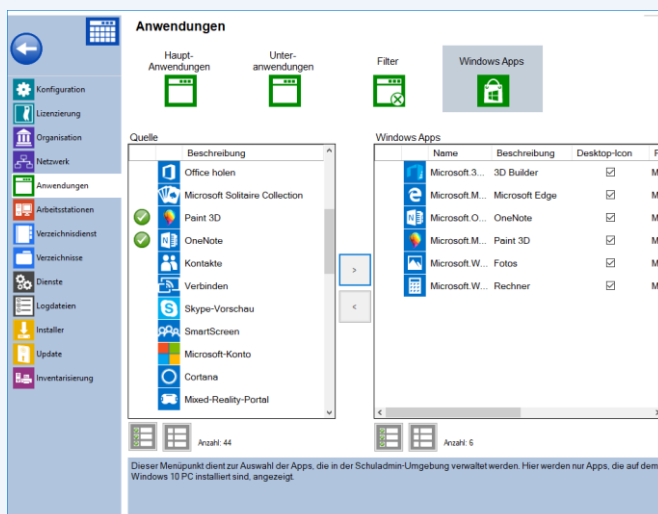 Anwendungen
Haupt-
Anwendungen
Unter-
anwendungen
Filter
Windows Apps
Konfiguration
Lizenzierung
Organisation
Netzwerk
Anwendungen
Arbeitsstationen
Verzeichnisdienst
Verzeichnisse
Dienste
Logdateien
Installer
Update
Inventarisierung
Quelle
Beschreibung
Office holen
Microsoft Solitaire Collection
Paint 3D
OneNote
Kontakte
Verbinden
Skype-Vorschau
SmartScreen
Microsoft-Konto
Cortana
Mixed-Reality-Portal
Anzahl: 44
>
<
Windows Apps
Name Beschreibung Desktop-Icon
Microsoft.3... 3D Builder M
Microsoft.M... Microsoft Edge M
Microsoft.O... OneNote M
Microsoft.M... Paint 3D M
Microsoft.W... Fotos M
Microsoft.W... Rechner M
Anzahl: 6
Dieser Menüpunkt dient zur Auswahl der Apps, die in der Schuladmin-Umgebung verwaltet werden. Hier werden nur Apps, die auf dem
Windows 10 PC installiert sind, angezeigt.